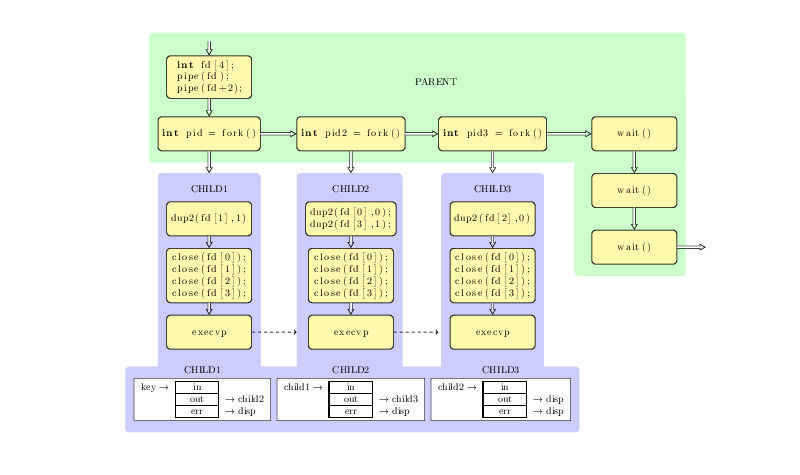 int fd[4];
pipe(fd);
pipe(fd+2);
PARENT
int pid = fork()
int pid2 = fork()
int pid3 = fork()
wait()
wait()
wait()
CHILD1
dup2(fd[1],1)
close(fd[0]);
close(fd[1]);
close(fd[2]);
close(fd[3]);
execvp
CHILD2
dup2(fd[0],0);
dup2(fd[3],1);
close(fd[0]);
close(fd[1]);
close(fd[2]);
close(fd[3]);
execvp
CHILD3
dup2(fd[2],0)
close(fd[0]);
close(fd[1]);
close(fd[2]);
close(fd[3]);
execvp
CHILD1
key → in
out → child2
err → disp
CHILD2
child1 → in
out → child3
err → disp
CHILD3
child2 → in
out → disp
err → disp